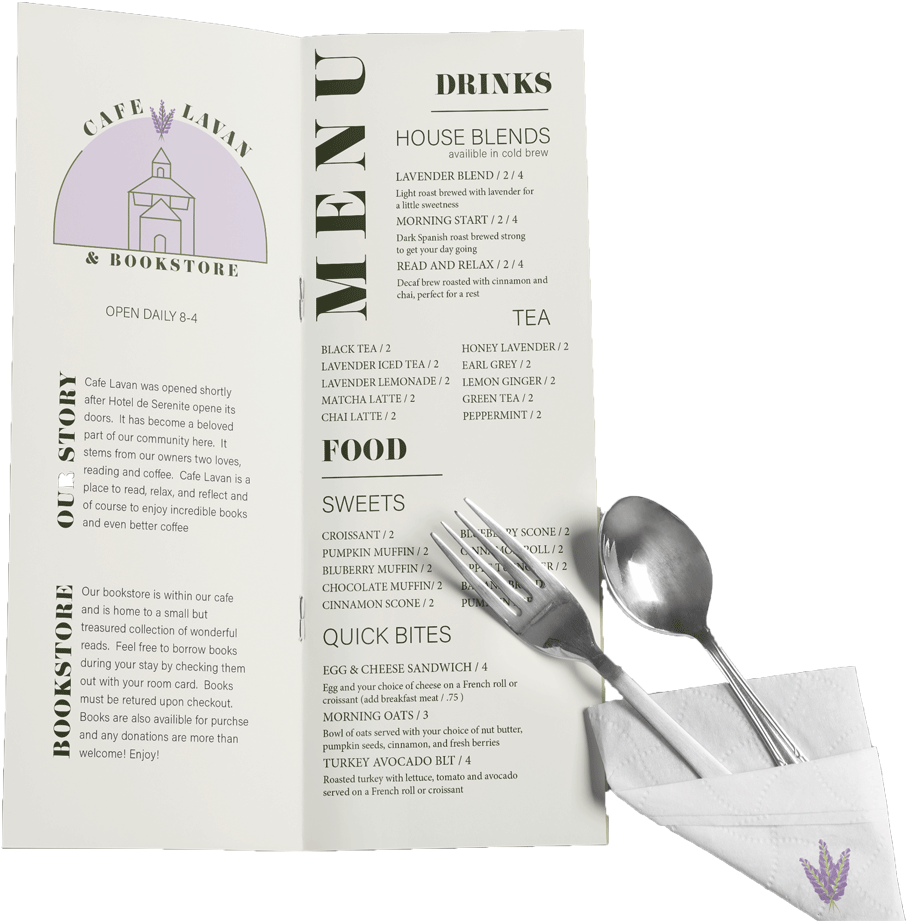 CAFE LAVAN
& BOOKSTORE
OPEN DAILY 8-4
OUR STORY
Cafe Lavan was opened shortly
after Hotel de Serenite opene its
doors. It has become a beloved
part of our community here. It
stems from our owners two loves,
reading and coffee. Cafe Lavan is a
place to read, relax, and reflect and
of course to enjoy incredible books
and even better coffee
BOOKSTORE
Our bookstore is within our cafe
and is home to a small but
treasured collection of wonderful
reads. Feel free to borrow books
during your stay by checking them
out with your room card. Books
must be retured upon checkout.
Books are also availible for purchse
and any donations are more than
welcome! Enjoy!
MENU
DRINKS
HOUSE BLENDS
availible in cold brew
LAVENDER BLEND / 2 / 4
Light roast brewed with lavender for
a little sweetness
MORNING START / 2 / 4
Dark Spanish roast brewed strong
to get your day going
READ AND RELAX / 2 / 4
Decaf brew roasted with cinnamon and
chai, perfect for a rest
TEA
BLACK TEA / 2
LAVENDER ICED TEA / 2
LAVENDER LEMONADE / 2
MATCHA LATTE / 2
CHAI LATTE / 2
HONEY LAVENDER / 2
EARL GREY / 2
LEMON GINGER / 2
GREEN TEA / 2
PEPPERMINT / 2
FOOD
SWEETS
CROISSANT / 2
PUMPKIN MUFFIN / 2
BLUBERRY MUFFIN / 2
CHOCOLATE MUFFIN/ 2
CINNAMON SCONE / 2
BLUEBERRY SCONE / 2
CINNAMON ROLL / 2
/ 2
QUICK BITES
EGG & CHEESE SANDWICH / 4
Egg and your choice of cheese on a French roll or
croissant (add breakfast meat / .75 )
MORNING OATS / 3
Bowl of oats served with your choice of nut butter,
pumpkin seeds, cinnamon, and fresh berries
TURKEY AVOCADO BLT / 4
Roasted turkey with lettuce, tomato and avocado
served on a French roll or croissant